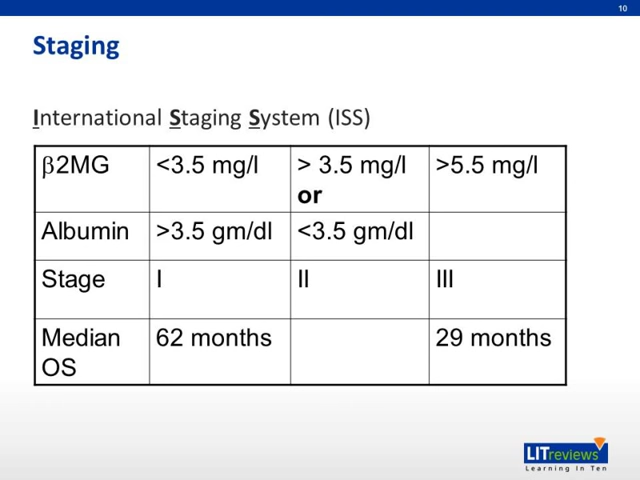 10
Staging
International Staging System (ISS)
β2MG <3.5 mg/l > 3.5 mg/l >5.5 mg/l
or
Albumin >3.5 gm/dl <3.5 gm/dl
Stage I II III
Median 62 months 29 months
OS
LITreviews
Learning In Ten